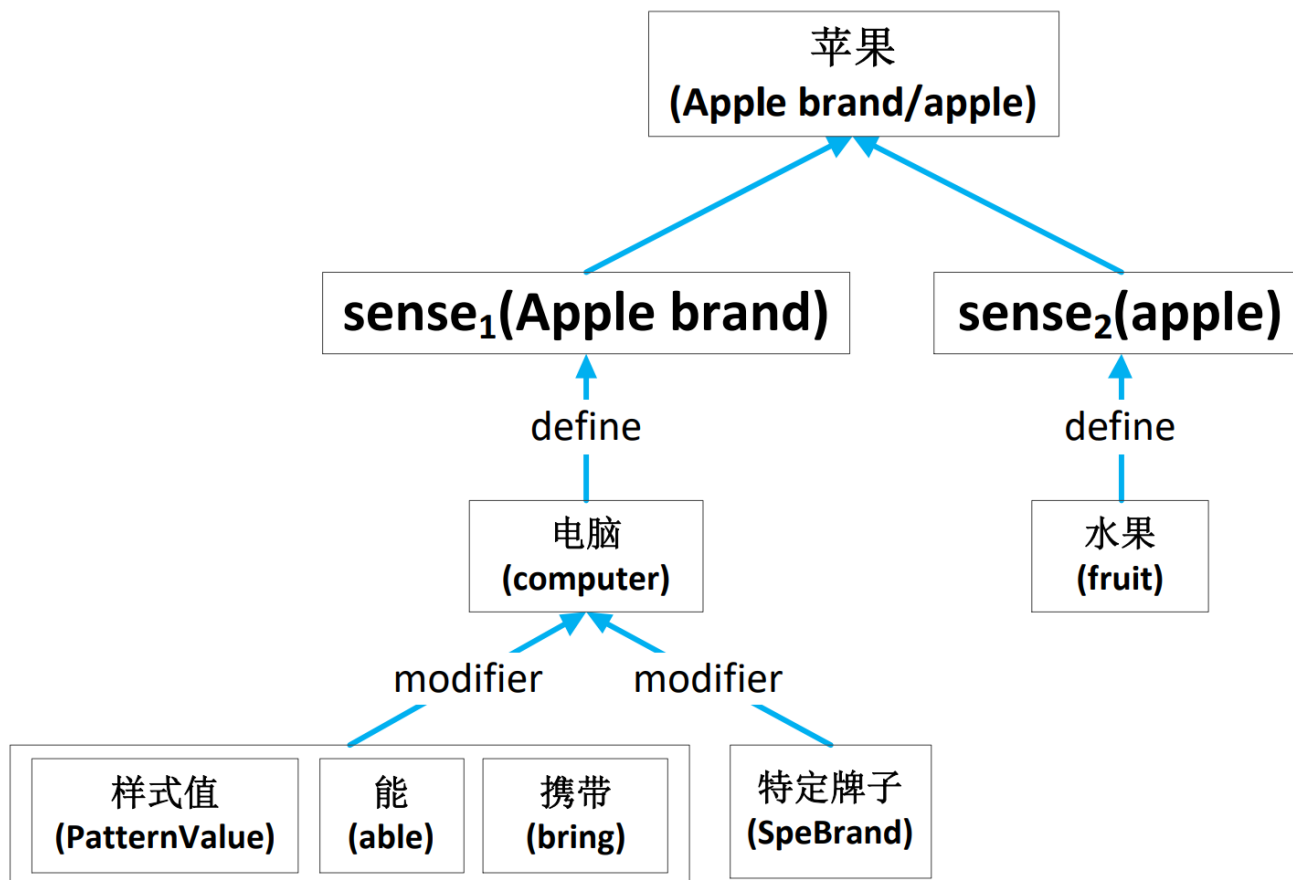 苹果
(Apple brand/apple)
sense₁(Apple brand)
sense₂(apple)
define
define
电脑
(computer)
水果
(fruit)
modifier
modifier
样式值
(PatternValue)
能
(able)
携带
(bring)
特定牌子
(SpeBrand)